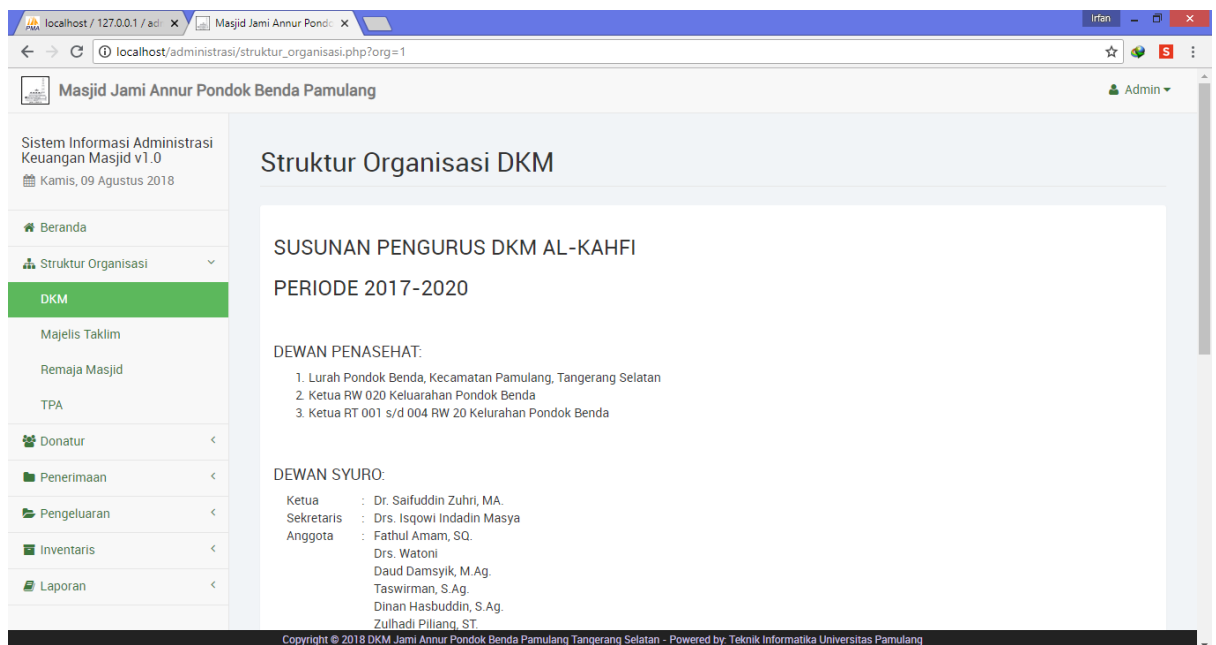 localhost / 127.0.0.1 / adr
Masjid Jami Annur Pondo
Irfan
localhost/administrasi/struktur_organisasi.php?org=1
Masjid Jami Annur Pondok Benda Pamulang
Admin
Sistem Informasi Administrasi
Keuangan Masjid v1.0
Kamis, 09 Agustus 2018
Beranda
Struktur Organisasi
DKM
Majelis Taklim
Remaja Masjid
TPA
Donatur
Penerimaan
Pengeluaran
Inventaris
Laporan
Struktur Organisasi DKM
SUSUNAN PENGURUS DKM AL-KAHFI
PERIODE 2017-2020
DEWAN PENASEHAT:
1. Lurah Pondok Benda, Kecamatan Pamulang, Tangerang Selatan
2. Ketua RW 020 Keluarahan Pondok Benda
3. Ketua RT 001 s/d 004 RW 20 Kelurahan Pondok Benda
DEWAN SYURO:
Ketua : Dr. Saifuddin Zuhri, MA.
Sekretaris : Drs. Isqowi Indadin Masya
Anggota : Fathul Amam, SQ.
Drs. Watoni
Daud Damsyik, M.Ag.
Taswirman, S.Ag.
Dinan Hasbuddin, S.Ag.
Zulhadi Piliang, ST.
Copyright © 2018 DKM Jami Annur Pondok Benda Pamulang Tangerang Selatan - Powered by: Teknik Informatika Universitas Pamulang